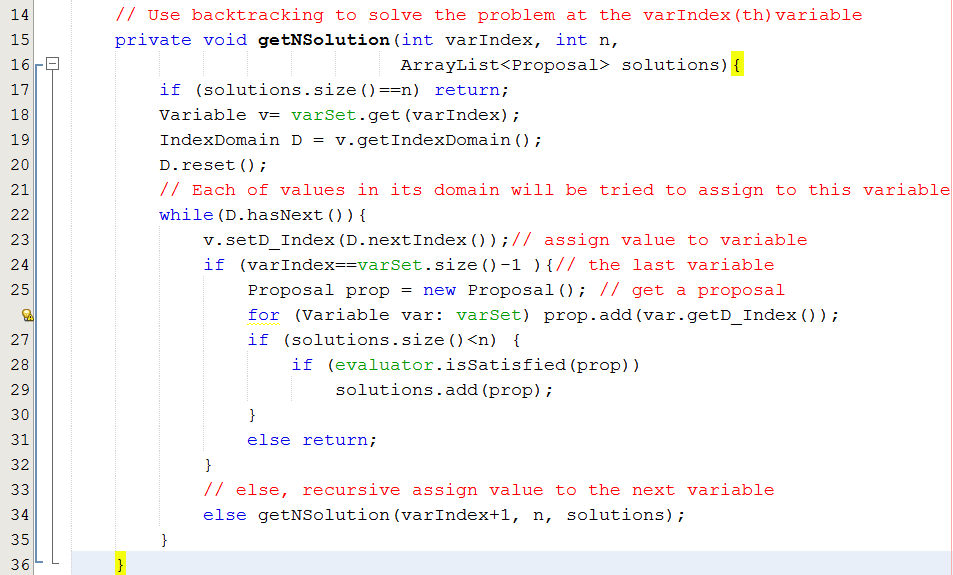 14 // Use backtracking to solve the problem at the varIndex(th)variable
15 private void getNSolution(int varIndex, int n,
16 ArrayList<Proposal> solutions){
17 if (solutions.size()==n) return;
18 Variable v= varSet.get(varIndex);
19 IndexDomain D = v.getIndexDomain();
20 D.reset();
21 // Each of values in its domain will be tried to assign to this variable
22 while(D.hasNext()){
23 v.setD_Index(D.nextIndex());// assign value to variable
24 if (varIndex==varSet.size()-1 ){// the last variable
25 Proposal prop = new Proposal(); // get a proposal
for (Variable var: varSet) prop.add(var.getD_Index());
27 if (solutions.size()<n) {
28 if (evaluator.isSatisfied(prop))
29 solutions.add(prop);
30 }
31 else return;
32 }
33 // else, recursive assign value to the next variable
34 else getNSolution(varIndex+1, n, solutions);
35 }
36 }